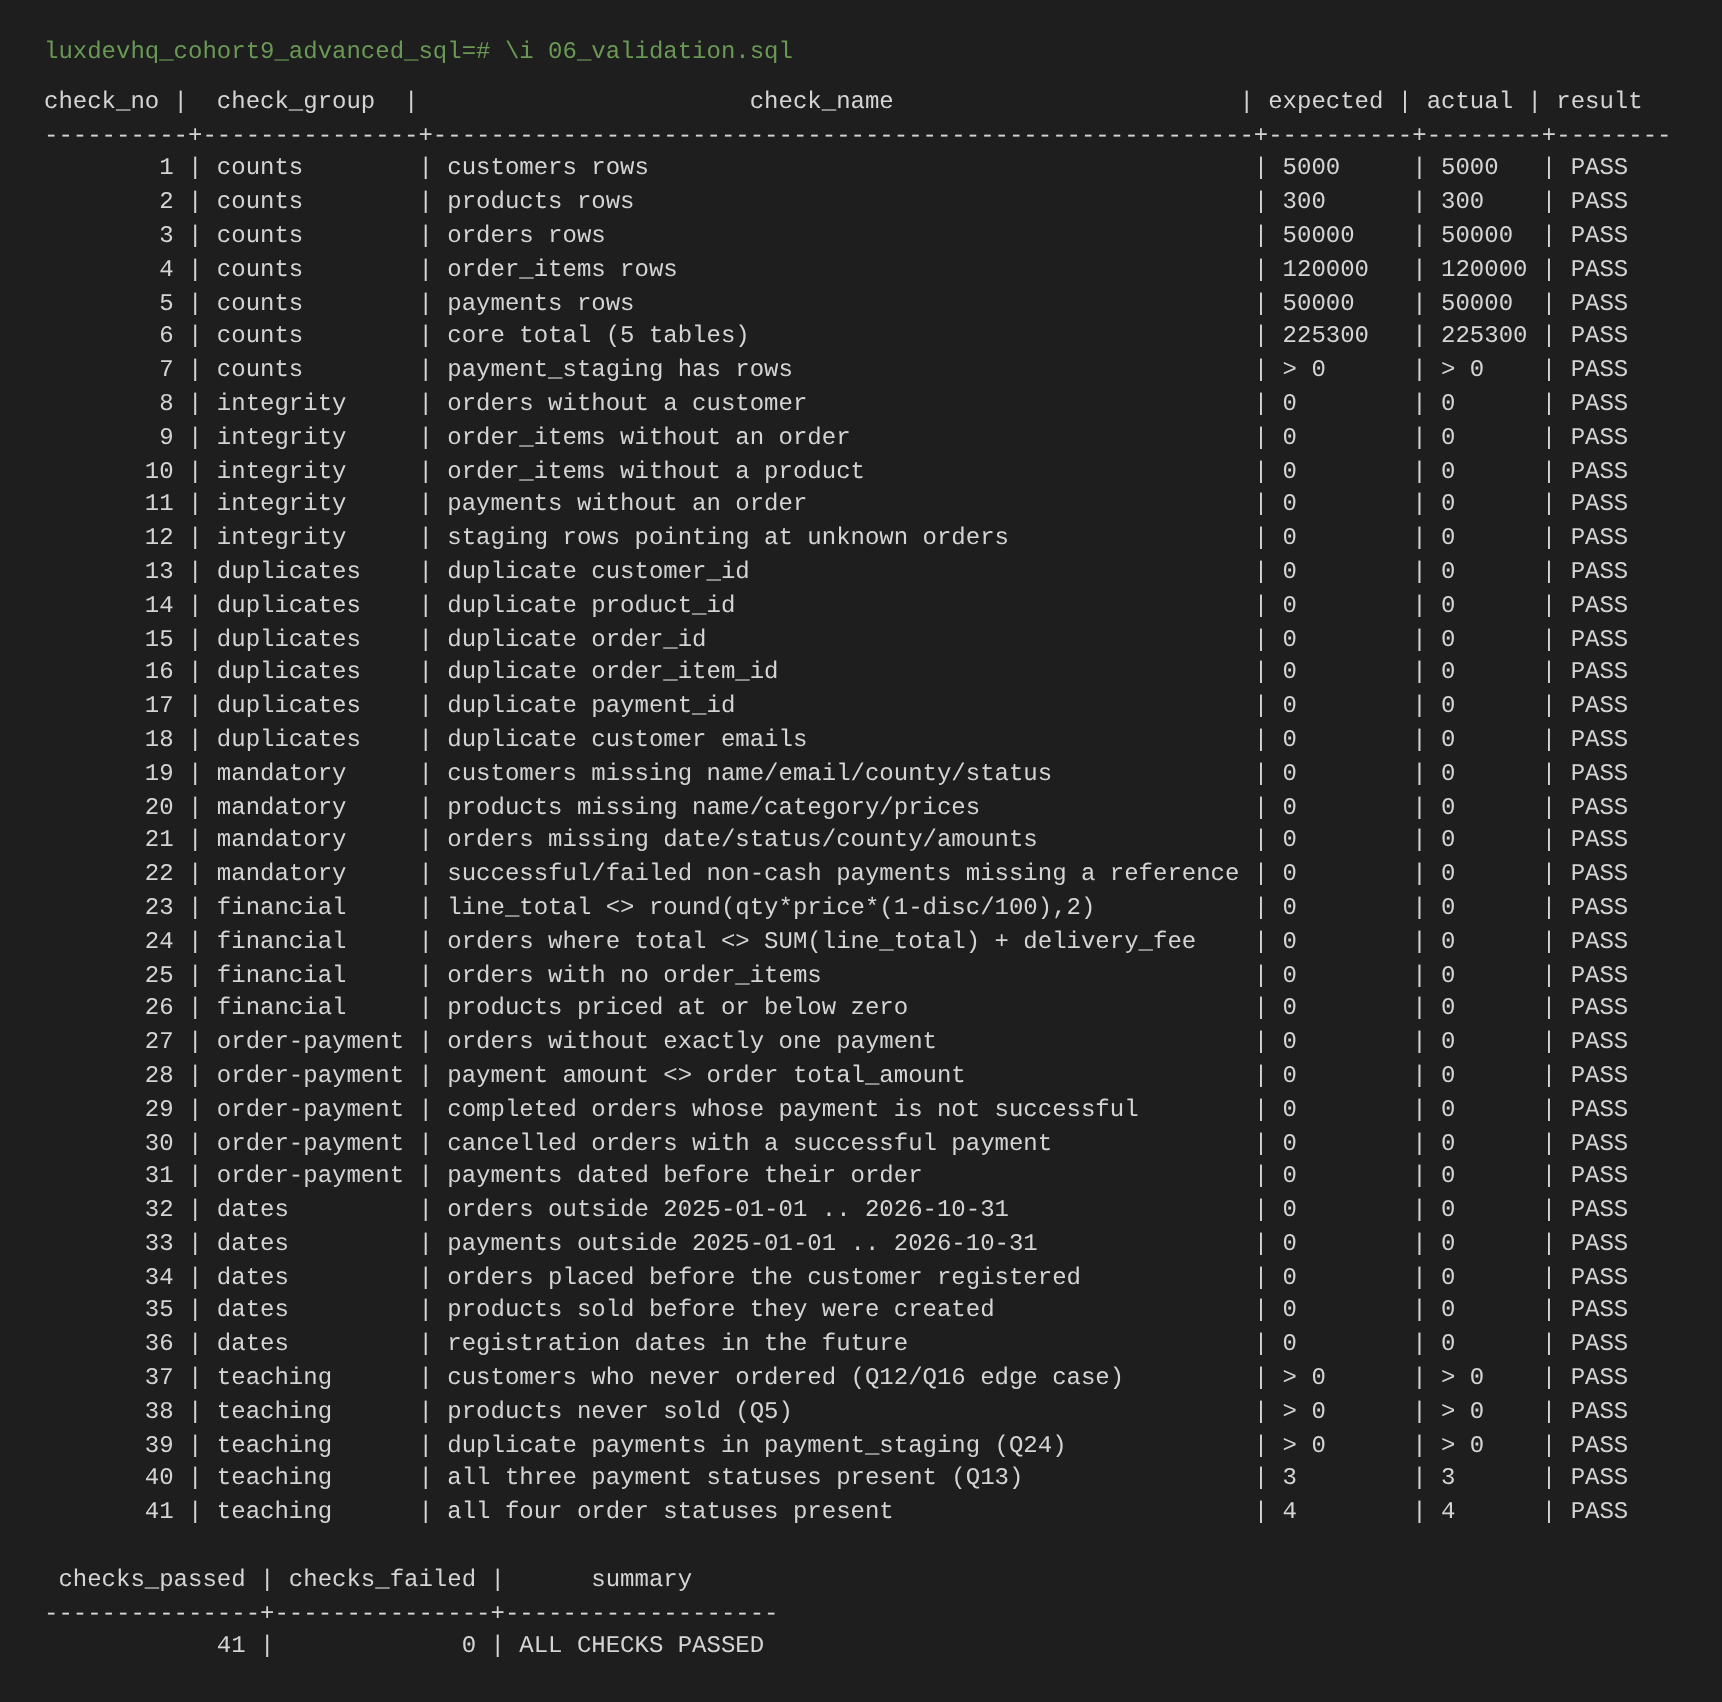 luxdevhq_cohort9_advanced_sql=# \i 06_validation.sql
check_no |  check_group  |                       check_name                        | expected | actual | result
----------+---------------+---------------------------------------------------------+----------+--------+--------
        1 | counts        | customers rows                                          | 5000     | 5000   | PASS
        2 | counts        | products rows                                           | 300      | 300    | PASS
        3 | counts        | orders rows                                             | 50000    | 50000  | PASS
        4 | counts        | order_items rows                                        | 120000   | 120000 | PASS
        5 | counts        | payments rows                                           | 50000    | 50000  | PASS
        6 | counts        | core total (5 tables)                                   | 225300   | 225300 | PASS
        7 | counts        | payment_staging has rows                                | > 0      | > 0    | PASS
        8 | integrity     | orders without a customer                               | 0        | 0      | PASS
        9 | integrity     | order_items without an order                            | 0        | 0      | PASS
       10 | integrity     | order_items without a product                           | 0        | 0      | PASS
       11 | integrity     | payments without an order                               | 0        | 0      | PASS
       12 | integrity     | staging rows pointing at unknown orders                 | 0        | 0      | PASS
       13 | duplicates    | duplicate customer_id                                   | 0        | 0      | PASS
       14 | duplicates    | duplicate product_id                                    | 0        | 0      | PASS
       15 | duplicates    | duplicate order_id                                      | 0        | 0      | PASS
       16 | duplicates    | duplicate order_item_id                                 | 0        | 0      | PASS
       17 | duplicates    | duplicate payment_id                                    | 0        | 0      | PASS
       18 | duplicates    | duplicate customer emails                               | 0        | 0      | PASS
       19 | mandatory     | customers missing name/email/county/status              | 0        | 0      | PASS
       20 | mandatory     | products missing name/category/prices                   | 0        | 0      | PASS
       21 | mandatory     | orders missing date/status/county/amounts               | 0        | 0      | PASS
       22 | mandatory     | successful/failed non-cash payments missing a reference | 0        | 0      | PASS
       23 | financial     | line_total <> round(qty*price*(1-disc/100),2)           | 0        | 0      | PASS
       24 | financial     | orders where total <> SUM(line_total) + delivery_fee    | 0        | 0      | PASS
       25 | financial     | orders with no order_items                              | 0        | 0      | PASS
       26 | financial     | products priced at or below zero                        | 0        | 0      | PASS
       27 | order-payment | orders without exactly one payment                      | 0        | 0      | PASS
       28 | order-payment | payment amount <> order total_amount                    | 0        | 0      | PASS
       29 | order-payment | completed orders whose payment is not successful        | 0        | 0      | PASS
       30 | order-payment | cancelled orders with a successful payment              | 0        | 0      | PASS
       31 | order-payment | payments dated before their order                       | 0        | 0      | PASS
       32 | dates         | orders outside 2025-01-01 .. 2026-10-31                 | 0        | 0      | PASS
       33 | dates         | payments outside 2025-01-01 .. 2026-10-31               | 0        | 0      | PASS
       34 | dates         | orders placed before the customer registered            | 0        | 0      | PASS
       35 | dates         | products sold before they were created                  | 0        | 0      | PASS
       36 | dates         | registration dates in the future                        | 0        | 0      | PASS
       37 | teaching      | customers who never ordered (Q12/Q16 edge case)         | > 0      | > 0    | PASS
       38 | teaching      | products never sold (Q5)                                | > 0      | > 0    | PASS
       39 | teaching      | duplicate payments in payment_staging (Q24)             | > 0      | > 0    | PASS
       40 | teaching      | all three payment statuses present (Q13)                | 3        | 3      | PASS
       41 | teaching      | all four order statuses present                         | 4        | 4      | PASS
 checks_passed | checks_failed |      summary
---------------+---------------+-------------------
            41 |             0 | ALL CHECKS PASSED